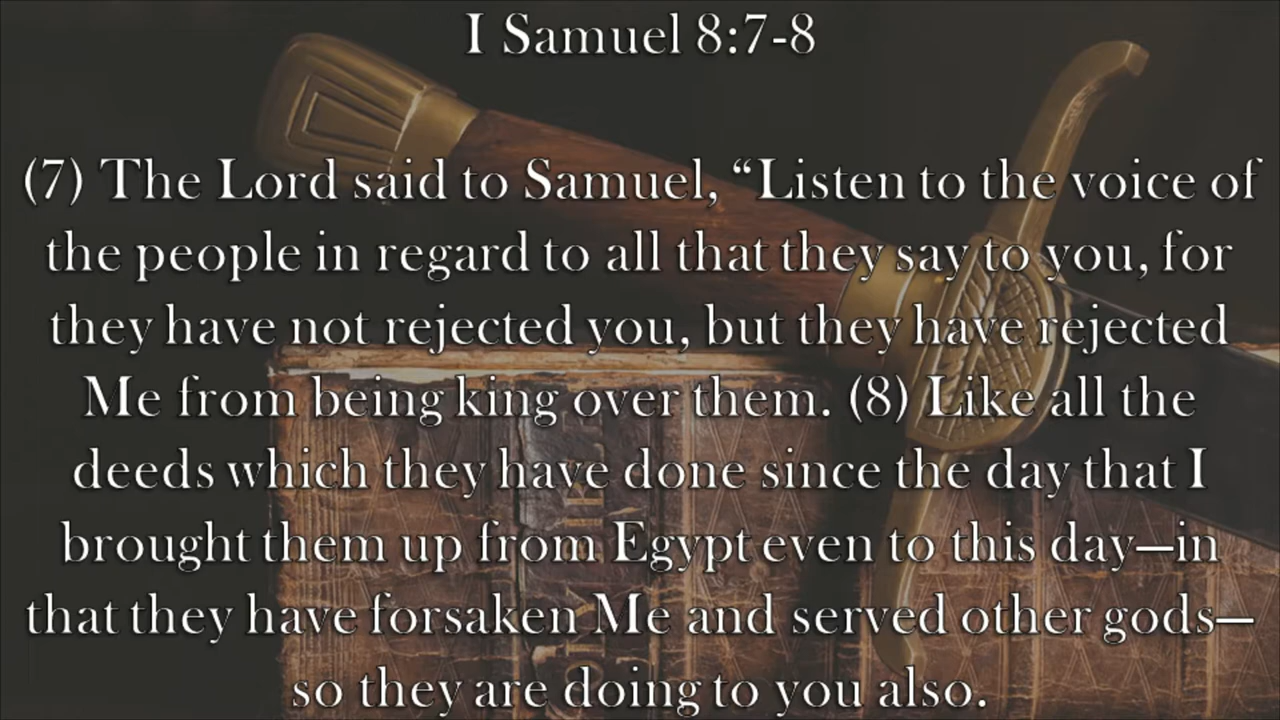 I Samuel 8:7-8
(7) The Lord said to Samuel, “Listen to the voice of
the people in regard to all that they say to you, for
they have not rejected you, but they have rejected
Me from being king over them. (8) Like all the
deeds which they have done since the day that I
brought them up from Egypt even to this day—in
that they have forsaken Me and served other gods—
so they are doing to you also.